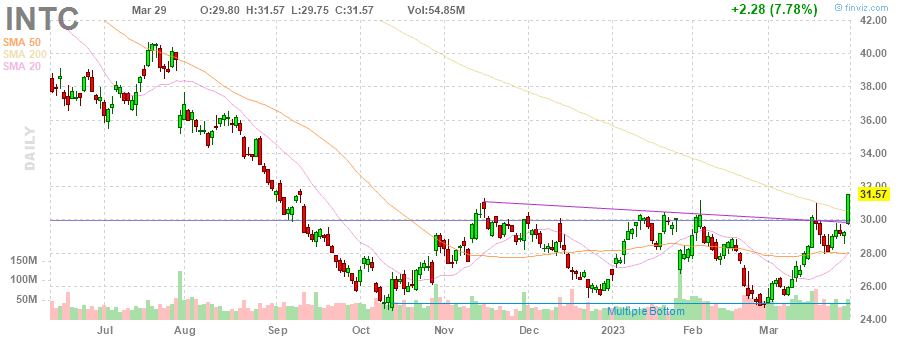 INTC Mar 29 O:29.80 H:31.57 L:29.75 C:31.57 Vol:54.85M +2.28 (7.78%) © finviz.com
SMA 50
SMA 200
SMA 20
DAILY
42.00
40.00
38.00
36.00
34.00
32.00
31.57
30.00
28.00
26.00
24.00
150M
100M
50M
Multiple Bottom
Jul Aug Sep Oct Nov Dec 2023 Feb Mar